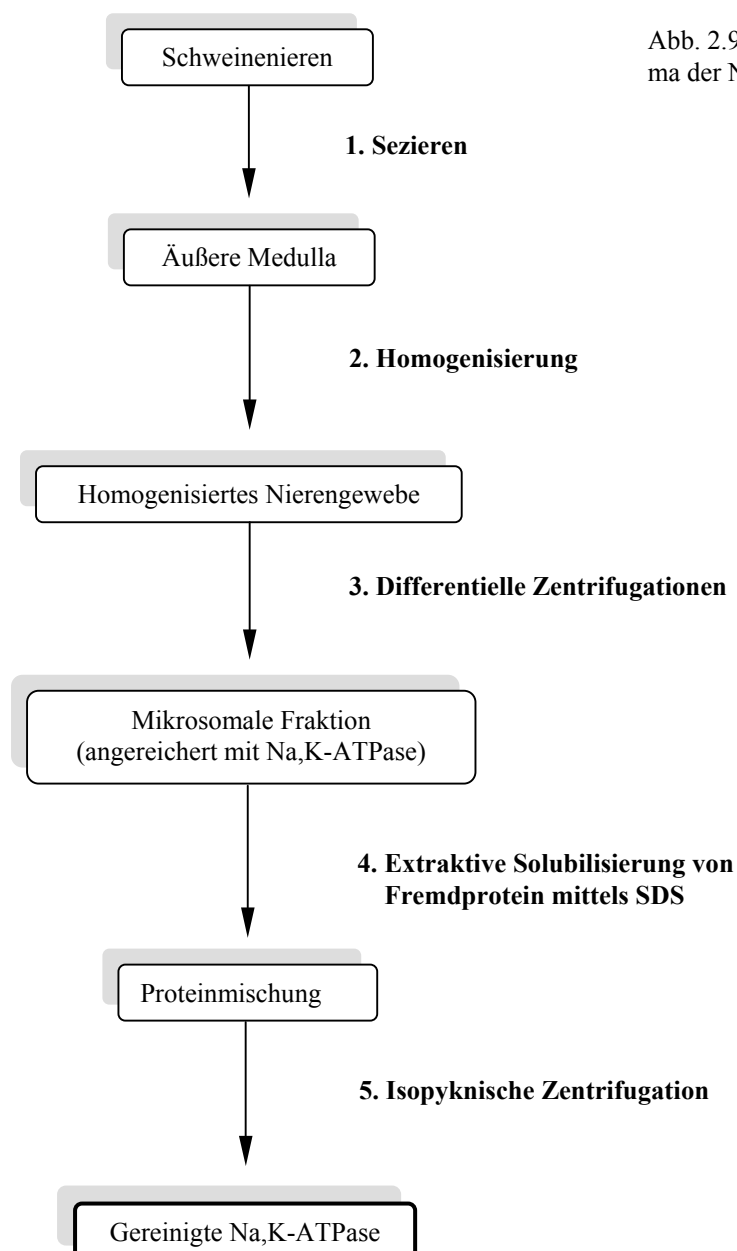 Schweinenieren
Abb. 2.9
ma der
1. Sezieren
Äußere Medulla
2. Homogenisierung
Homogenisiertes Nierengewebe
3. Differentielle Zentrifugationen
Mikrosomale Fraktion
(angereichert mit Na,K-ATPase)
4. Extraktive Solubilisierung von
Fremdprotein mittels SDS
Proteinmischung
5. Isopyknische Zentrifugation
Gereinigte Na,K-ATPase